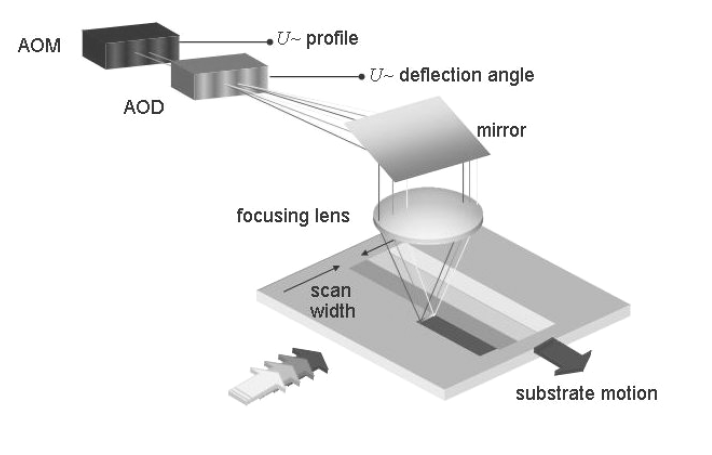 AOM
U~ profile
U~ deflection angle
AOD
mirror
focusing lens
scan
width
substrate motion